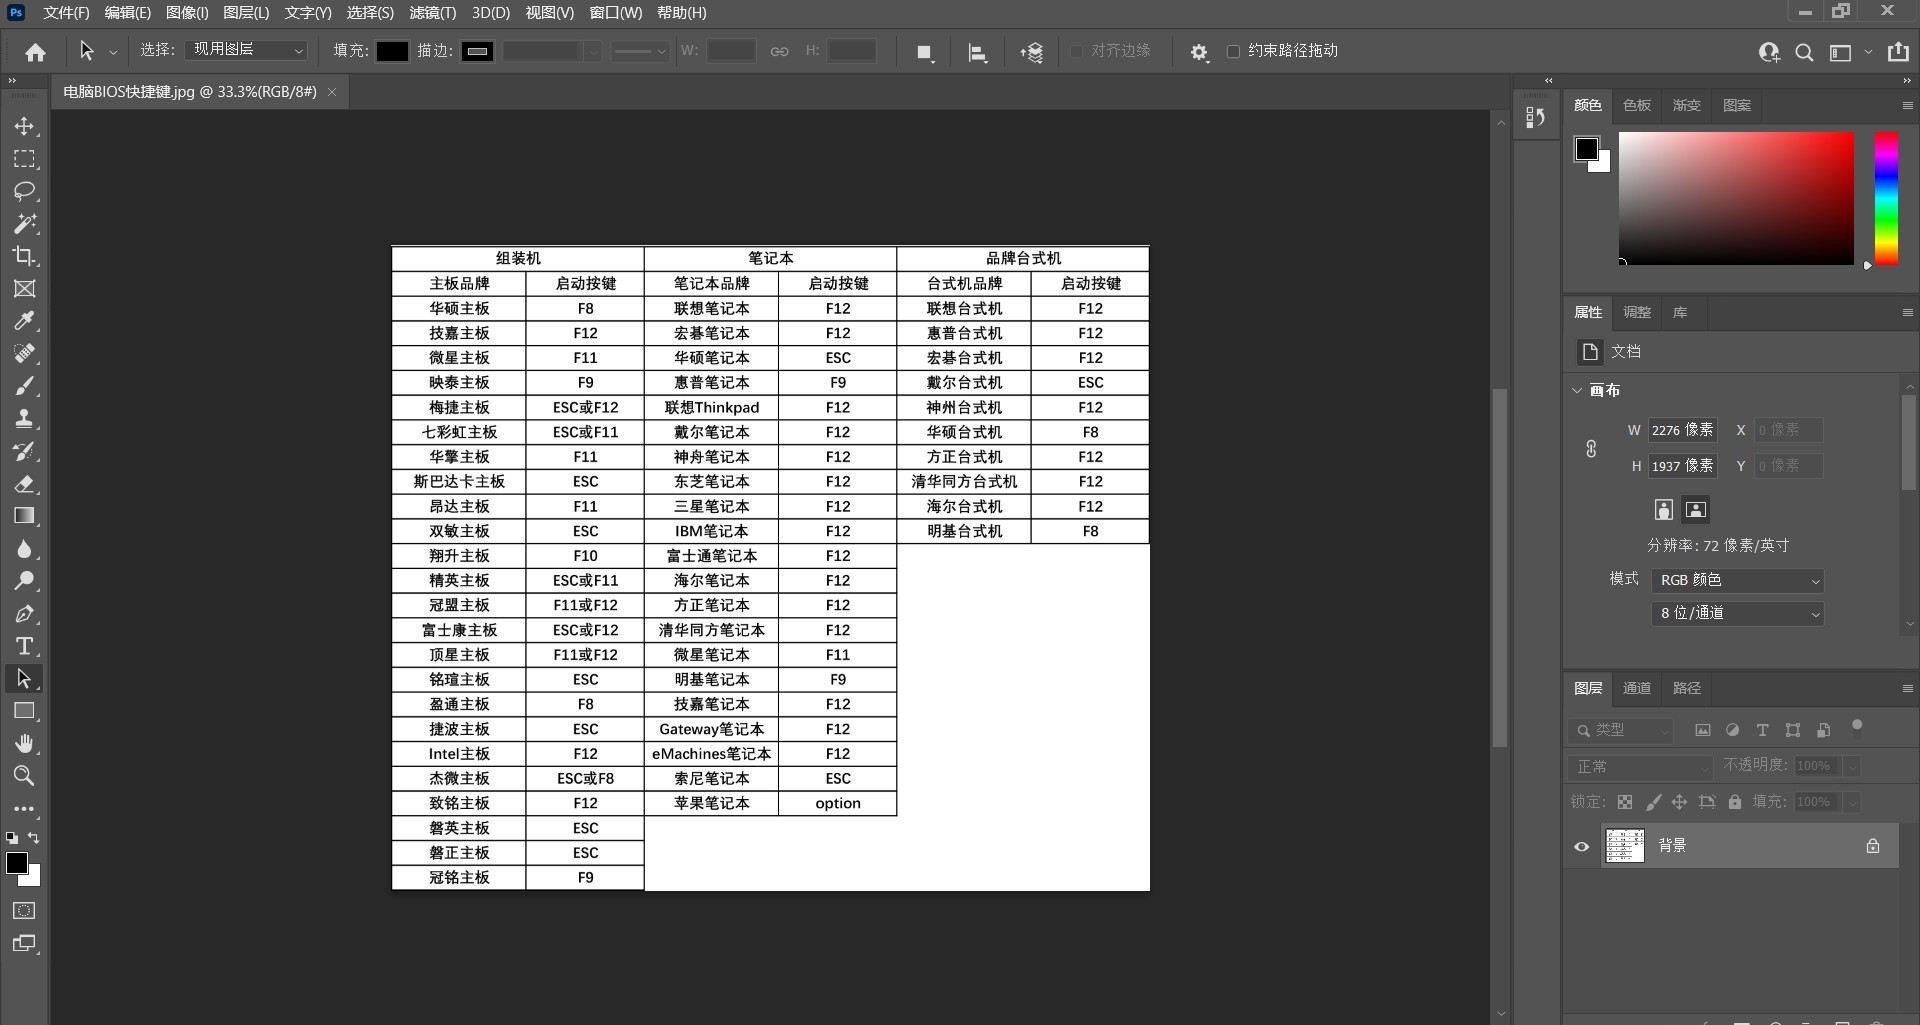 Ps 文件(F) 编辑(E) 图像(I) 图层(L) 文字(Y) 选择(S) 滤镜(T) 3D(D) 视图(V) 窗口(W) 帮助(H)
选择: 现用图层 填充: 描边: W: H: 对齐边缘 约束路径拖动
电脑BIOS快捷键.jpg @ 33.3%(RGB/8#) ×
组装机 笔记本 品牌台式机
主板品牌 启动按键 笔记本品牌 启动按键 台式机品牌 启动按键
华硕主板 F8 联想笔记本 F12 联想台式机 F12
技嘉主板 F12 宏碁笔记本 F12 惠普台式机 F12
微星主板 F11 华硕笔记本 ESC 宏碁台式机 F12
映泰主板 F9 惠普笔记本 F9 戴尔台式机 ESC
梅捷主板 ESC或F12 联想Thinkpad F12 神州台式机 F12
七彩虹主板 ESC或F11 戴尔笔记本 F12 华硕台式机 F8
华擎主板 F11 神舟笔记本 F12 方正台式机 F12
斯巴达卡主板 ESC 东芝笔记本 F12 清华同方台式机 F12
昂达主板 F11 三星笔记本 F12 海尔台式机 F12
双敏主板 ESC IBM笔记本 F12 明基台式机 F8
翔升主板 F10 富士通笔记本 F12
精英主板 ESC或F11 海尔笔记本 F12
冠盟主板 F11或F12 方正笔记本 F12
富士康主板 ESC或F12 清华同方笔记本 F12
顶星主板 F11或F12 微星笔记本 F11
铭瑄主板 ESC 明基笔记本 F9
盈通主板 F8 技嘉笔记本 F12
捷波主板 ESC Gateway笔记本 F12
Intel主板 F12 eMachines笔记本 F12
杰微主板 ESC或F8 索尼笔记本 ESC
致铭主板 F12 苹果笔记本 option
磐英主板 ESC
磐正主板 ESC
冠铭主板 F9
颜色 色板 渐变 图案
属性 调整 库
文档
画布
W 2276 像素 X 0 像素
H 1937 像素 Y 0 像素
分辨率: 72 像素/英寸
模式 RGB 颜色
8 位/通道
图层 通道 路径
类型
正常 不透明度: 100%
锁定: 填充: 100%
背景